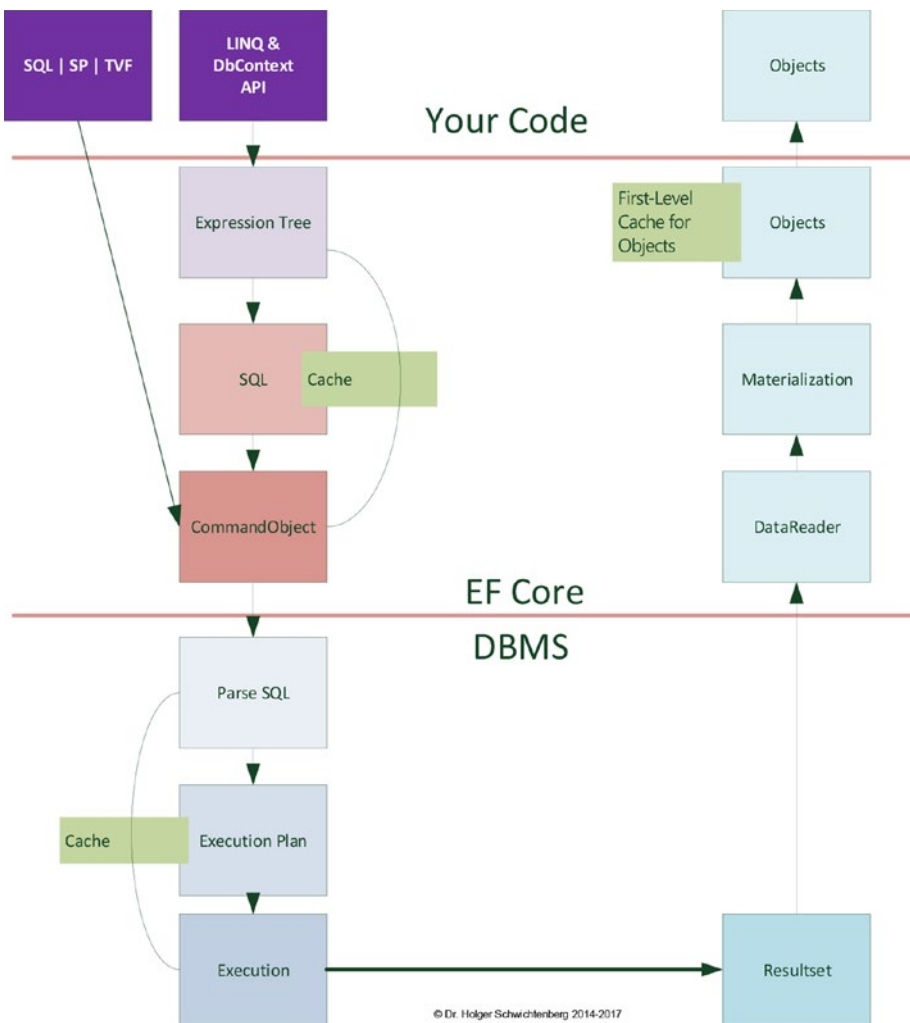 SQL | SP | TVF
LINQ &
DbContext
API
Objects
Your Code
Expression Tree
First-Level
Cache for
Objects
Objects
SQL
Cache
Materialization
CommandObject
DataReader
EF Core
DBMS
Parse SQL
Cache
Execution Plan
Execution
Resultset
© Dr. Holger Schwichtenberg 2014-2017